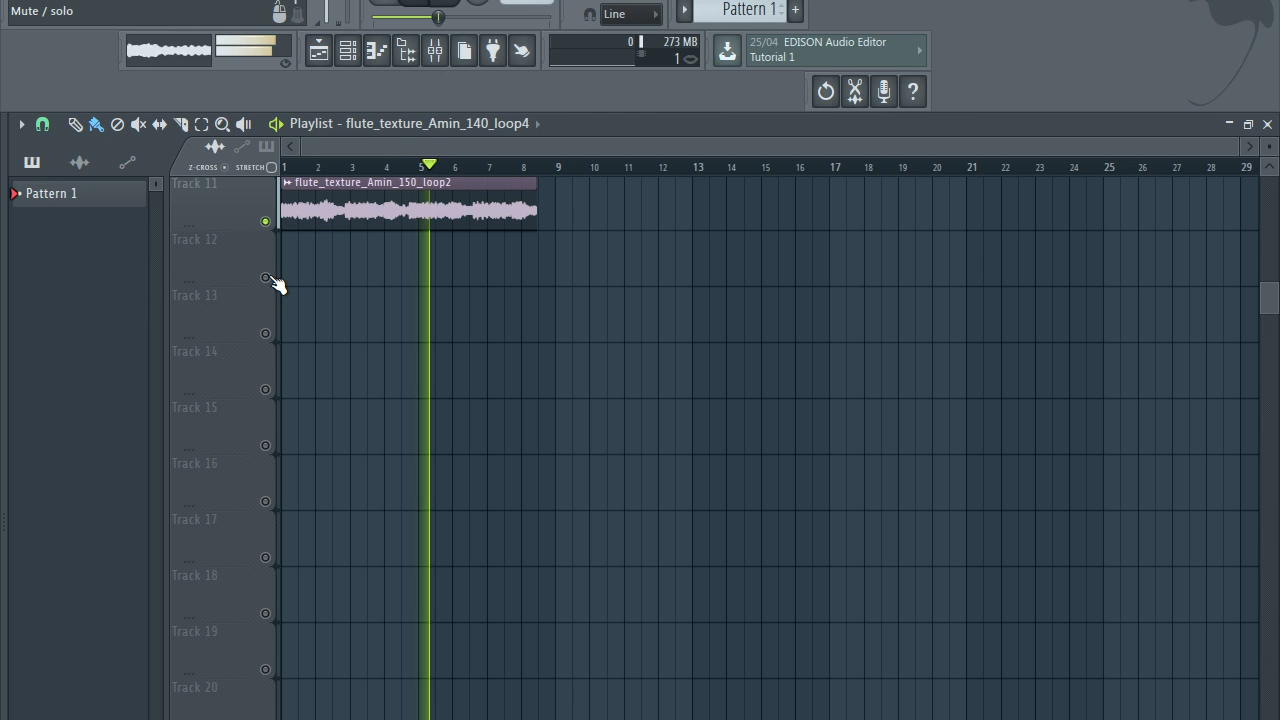 Mute / solo
Line
Pattern 1
+
0
273 MB
1
25/04 EDISON Audio Editor
Tutorial 1
?
Playlist - flute_texture_Amin_140_loop4
Z-CROSS
STRETCH
1 2 3 4 5 6 7 8 9 10 11 12 13 14 15 16 17 18 19 20 21 22 23 24 25 26 27 28 29
Pattern 1
Track 11
flute_texture_Amin_150_loop2
Track 12
Track 13
Track 14
Track 15
Track 16
Track 17
Track 18
Track 19
Track 20